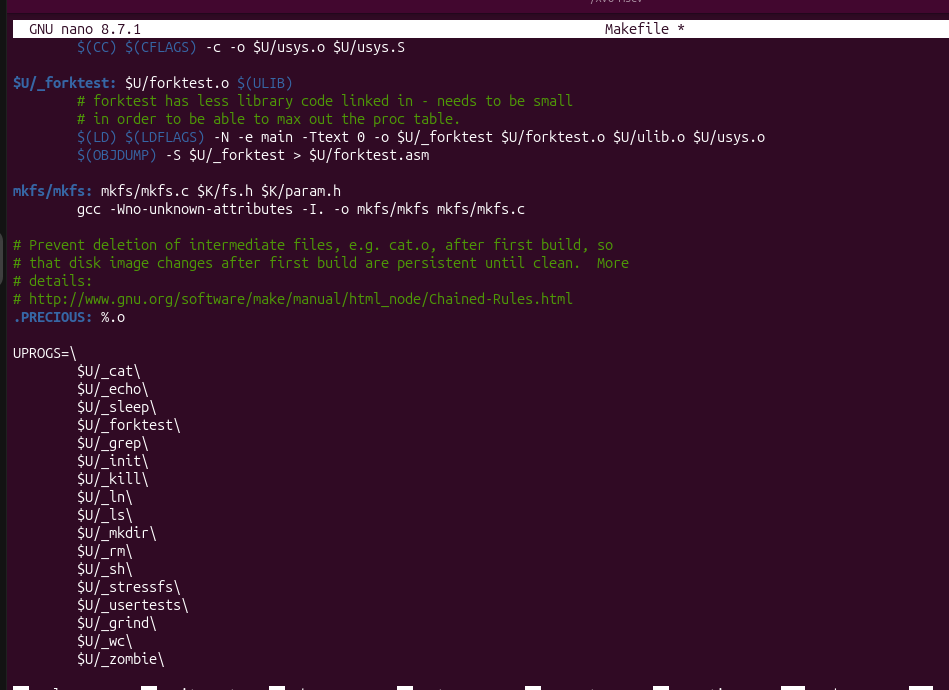 GNU nano 8.7.1 Makefile *
$(CC) $(CFLAGS) -c -o $U/usys.o $U/usys.S
$U/_forktest: $U/forktest.o $(ULIB)
# forktest has less library code linked in - needs to be small
# in order to be able to max out the proc table.
$(LD) $(LDFLAGS) -N -e main -Ttext 0 -o $U/_forktest $U/forktest.o $U/ulib.o $U/usys.o
$(OBJDUMP) -S $U/_forktest > $U/forktest.asm
mkfs/mkfs: mkfs/mkfs.c $K/fs.h $K/param.h
gcc -Wno-unknown-attributes -I. -o mkfs/mkfs mkfs/mkfs.c
# Prevent deletion of intermediate files, e.g. cat.o, after first build, so
# that disk image changes after first build are persistent until clean.  More
# details:
# http://www.gnu.org/software/make/manual/html_node/Chained-Rules.html
.PRECIOUS: %.o
UPROGS=\
$U/_cat\
$U/_echo\
$U/_sleep\
$U/_forktest\
$U/_grep\
$U/_init\
$U/_kill\
$U/_ln\
$U/_ls\
$U/_mkdir\
$U/_rm\
$U/_sh\
$U/_stressfs\
$U/_usertests\
$U/_grind\
$U/_wc\
$U/_zombie\